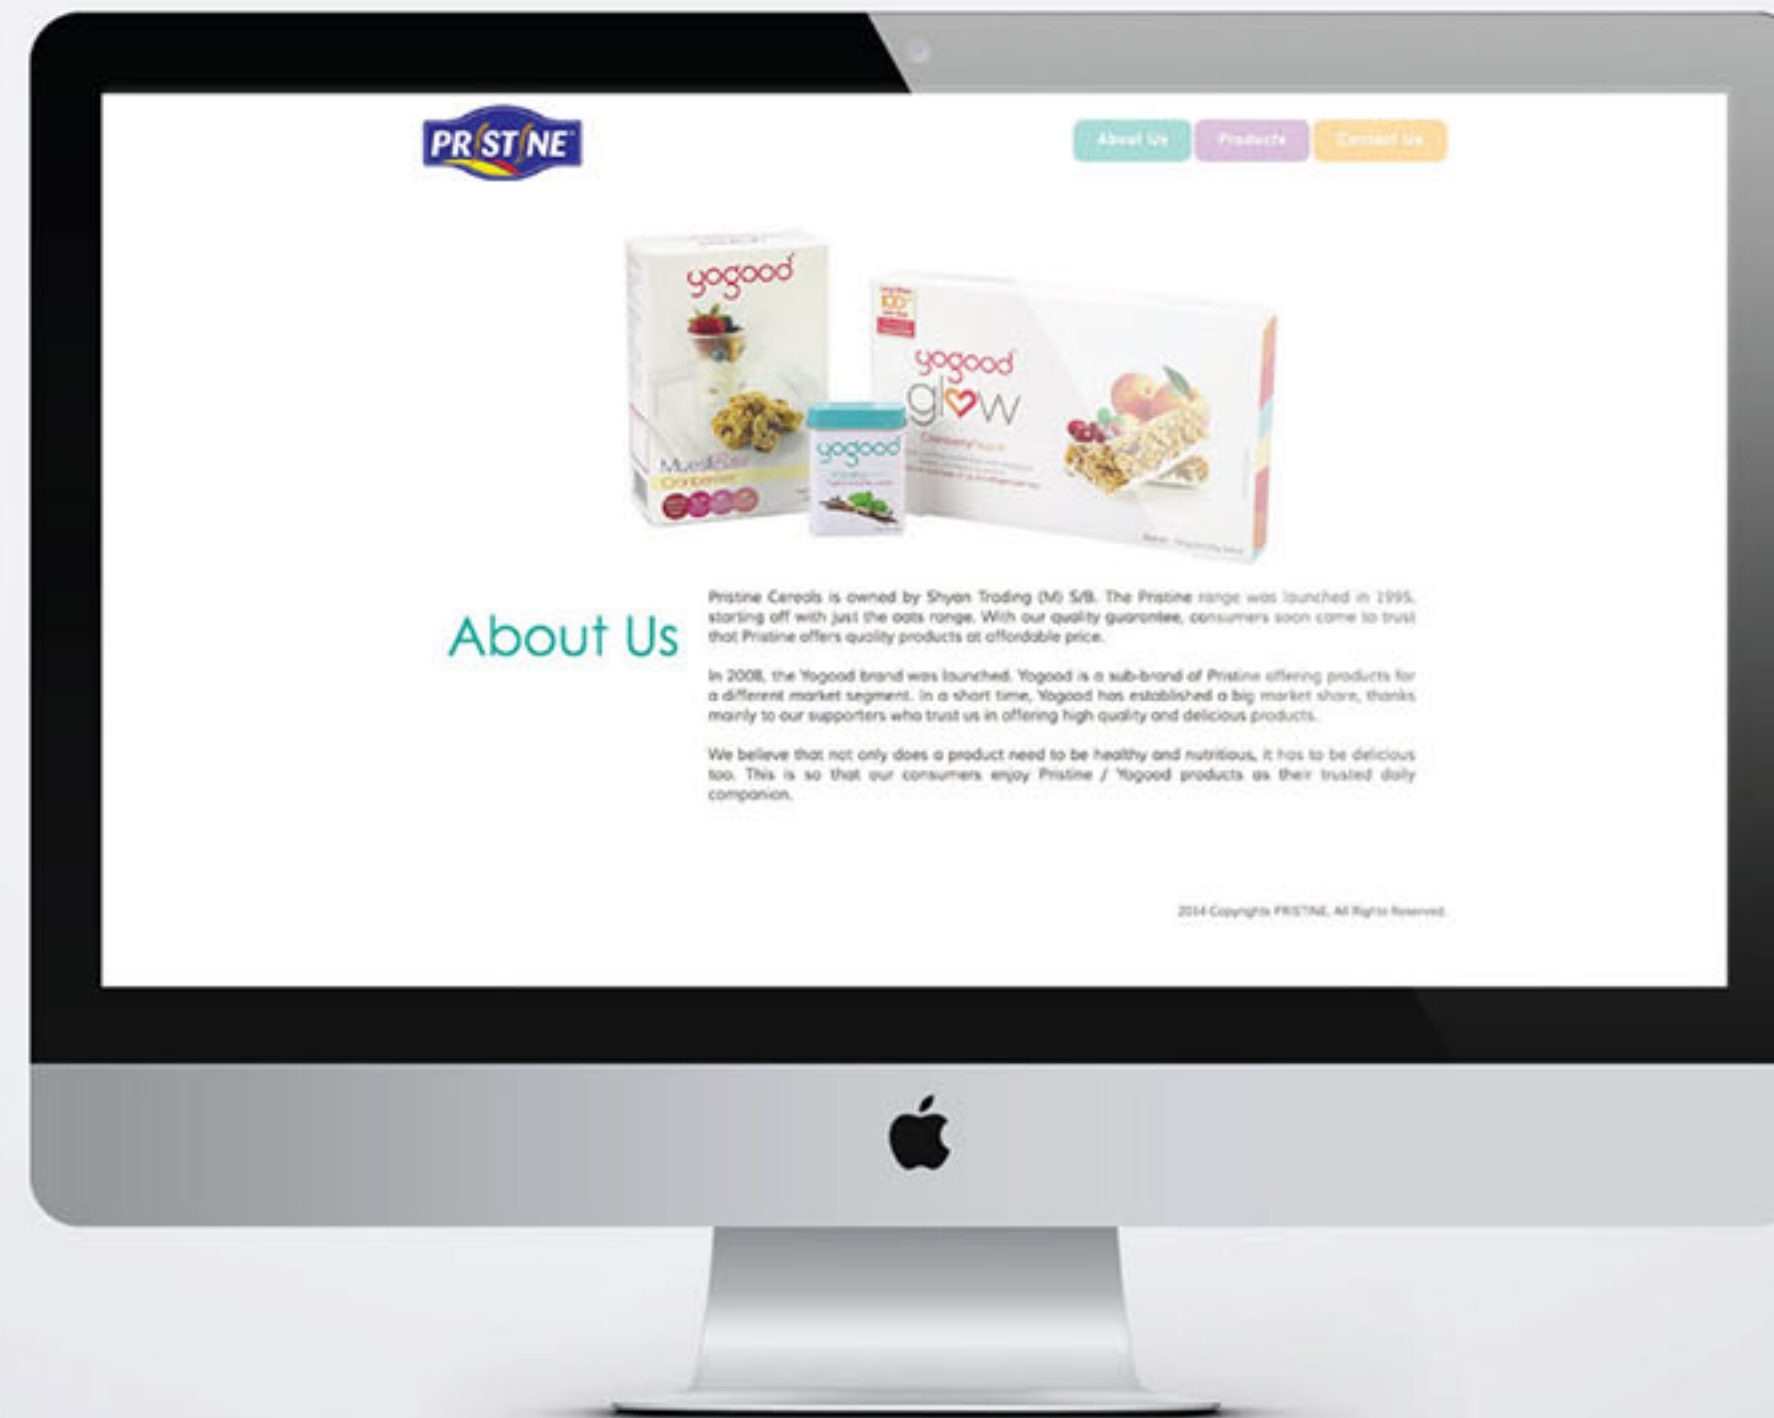 PRISTINE
About Us
Products
Contact Us
yogood
yogood
glow
yogood
Muesli
Cranberries
100
About Us
Pristine Cereals is owned by Shyan Trading (M) S/B. The Pristine range was launched in 1995,
starting off with just the oats range. With our quality guarantee, consumers soon came to trust
that Pristine offers quality products at affordable price.
In 2008, the Yogood brand was launched. Yogood is a sub-brand of Pristine offering products for
a different market segment. In a short time, Yogood has established a big market share, thanks
mainly to our supporters who trust us in offering high quality and delicious products.
We believe that not only does a product need to be healthy and nutritious, it has to be delicious
too. This is so that our consumers enjoy Pristine / Yogood products as their trusted daily
companion.
2014 Copyrights PRISTINE, All Rights Reserved.